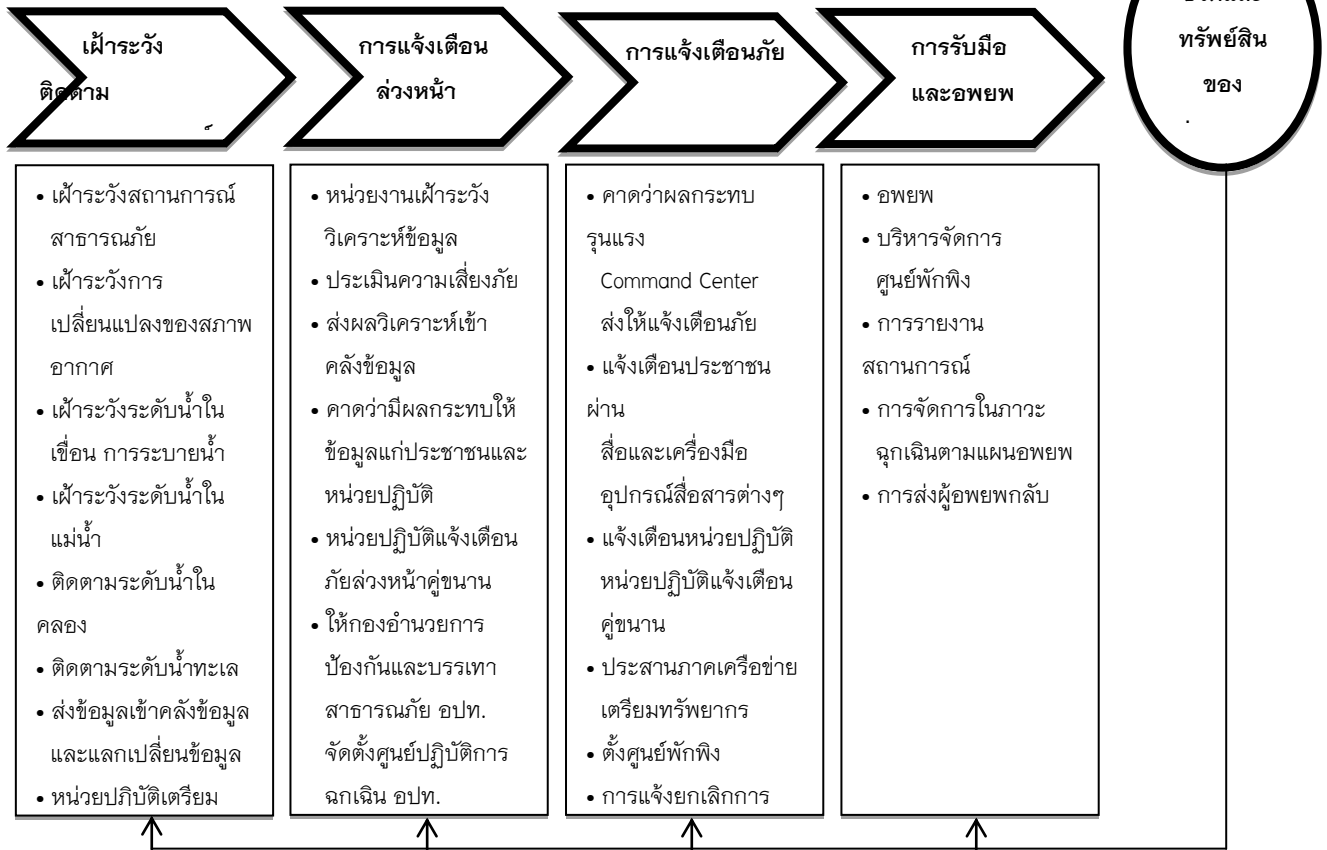 เฝ้าระวัง
ติดตาม
การแจ้งเตือน
ล่วงหน้า
การแจ้งเตือนภัย
การรับมือ
และอพยพ
ทรัพย์สิน
ของ
• เฝ้าระวังสถานการณ์
สาธารณภัย
• เฝ้าระวังการ
เปลี่ยนแปลงของสภาพ
อากาศ
• เฝ้าระวังระดับน้ำใน
เขื่อน การระบายน้ำ
• เฝ้าระวังระดับน้ำใน
แม่น้ำ
• ติดตามระดับน้ำใน
คลอง
• ติดตามระดับน้ำทะเล
• ส่งข้อมูลเข้าคลังข้อมูล
และแลกเปลี่ยนข้อมูล
• หน่วยปฏิบัติเตรียม
• หน่วยงานเฝ้าระวัง
วิเคราะห์ข้อมูล
• ประเมินความเสี่ยงภัย
• ส่งผลวิเคราะห์เข้า
คลังข้อมูล
• คาดว่ามีผลกระทบให้
ข้อมูลแก่ประชาชนและ
หน่วยปฏิบัติ
• หน่วยปฏิบัติแจ้งเตือน
ภัยล่วงหน้าคู่ขนาน
• ให้กองอำนวยการ
ป้องกันและบรรเทา
สาธารณภัย อปท.
จัดตั้งศูนย์ปฏิบัติการ
ฉุกเฉิน อปท.
• คาดว่าผลกระทบ
รุนแรง
Command Center
ส่งให้แจ้งเตือนภัย
• แจ้งเตือนประชาชน
ผ่าน
สื่อและเครื่องมือ
อุปกรณ์สื่อสารต่างๆ
• แจ้งเตือนหน่วยปฏิบัติ
หน่วยปฏิบัติแจ้งเตือน
คู่ขนาน
• ประสานภาคเครือข่าย
เตรียมทรัพยากร
• ตั้งศูนย์พักพิง
• การแจ้งยกเลิกการ
• อพยพ
• บริหารจัดการ
ศูนย์พักพิง
• การรายงาน
สถานการณ์
• การจัดการในภาวะ
ฉุกเฉินตามแผนอพยพ
• การส่งผู้อพยพกลับ